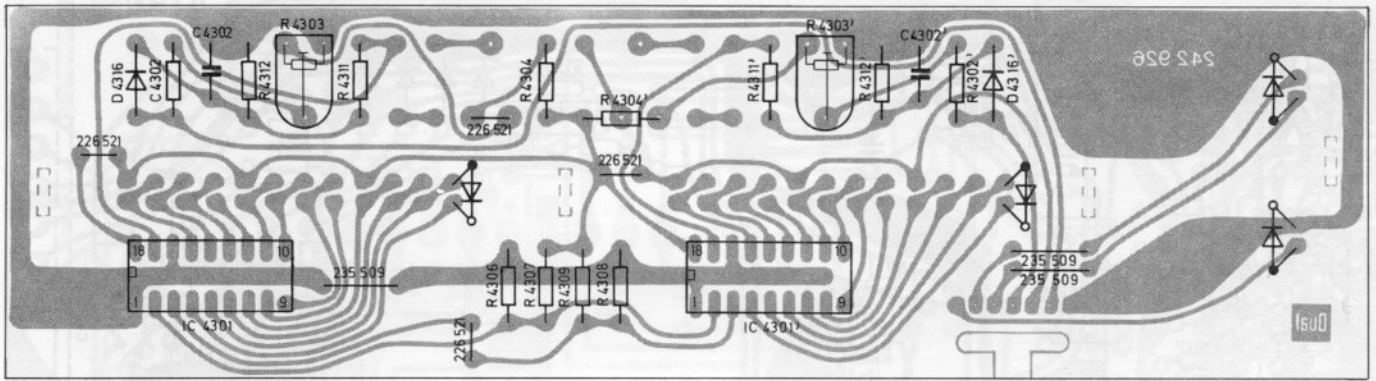 R 4303
C 4302
D 4316
C 4302
R 4312
R 4311
R 4304
226 521
R 4304'
R 4303'
C 4302'
R 4311'
R 4312'
R 4302'
D 4316'
242 926
226 521
226 521
18
10
1
9
IC 4301
235 509
226 521
R 4306
R 4307
R 4309
R 4308
18
10
1
9
IC 4301'
235 509
235 509
Dual